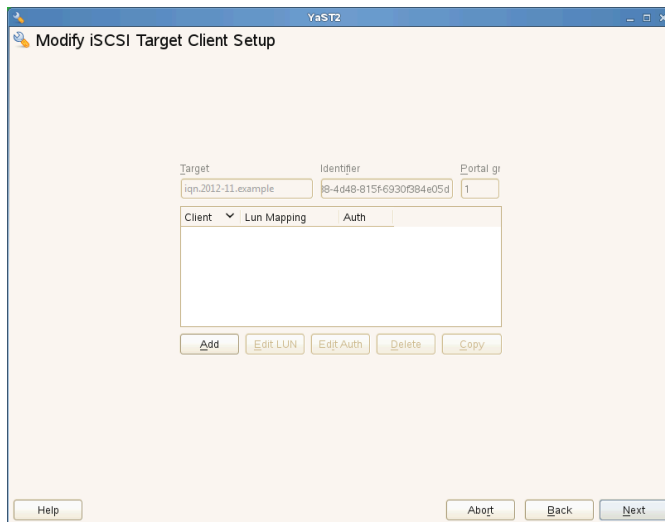 YaST2
Modify iSCSI Target Client Setup
Target Identifier Portal gr
iqn.2012-11.example 8-4d48-815f-6930f384e05d 1
Client Lun Mapping Auth
Add Edit LUN Edit Auth Delete Copy
Help Abort Back Next